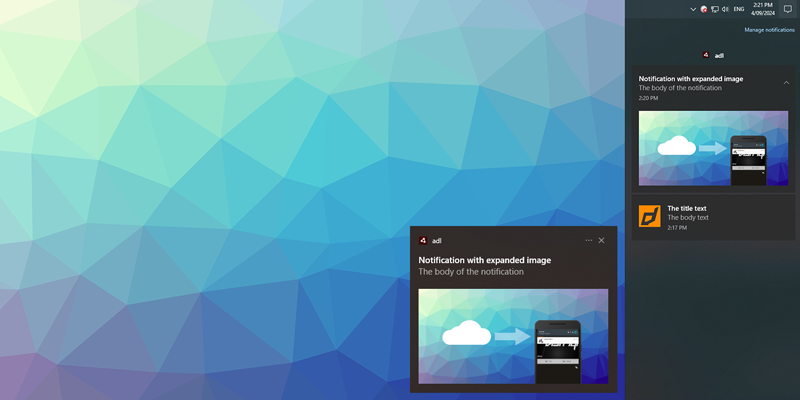 ENG
2:21 PM
4/09/2024
Manage notifications
adl
Notification with expanded image
The body of the notification
2:20 PM
The title text
The body text
2:17 PM
adl
Notification with expanded image
The body of the notification